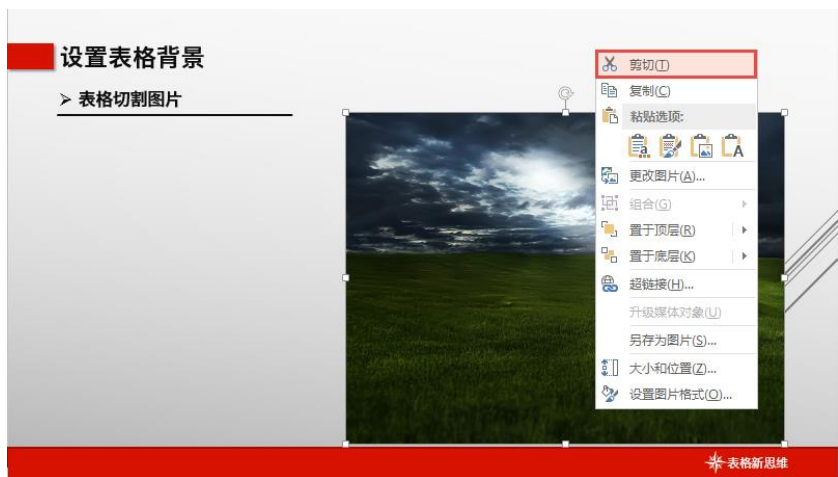 设置表格背景
➢ 表格切割图片
剪切(T)
复制(C)
粘贴选项:
更改图片(A)...
组合(G)
置于顶层(R)
置于底层(K)
超链接(H)...
升级媒体对象(U)
另存为图片(S)...
大小和位置(Z)...
设置图片格式(O)...
表格新思维